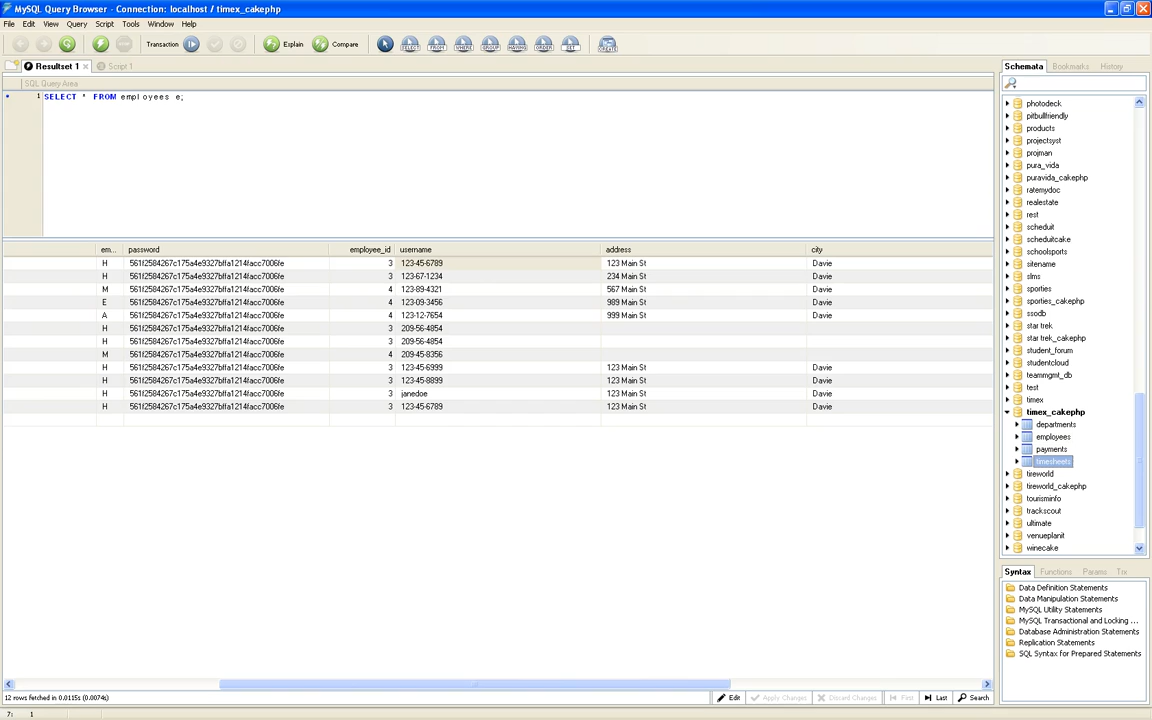 MySQL Query Browser - Connection: localhost / timex_cakephp
File Edit View Query Script Tools Window Help
Transaction Explain Compare SELECT FROM WHERE GROUP HAVING ORDER SET CREATE
Resultset 1 Script 1
SQL Query Area
1 SELECT * FROM employees e;
em... password employee_id username address city
H 561f2584267c175a4e9327bffa1214facc7006fe 3 123-45-6789 123 Main St Davie
H 561f2584267c175a4e9327bffa1214facc7006fe 3 123-67-1234 234 Main St Davie
M 561f2584267c175a4e9327bffa1214facc7006fe 4 123-89-4321 567 Main St Davie
E 561f2584267c175a4e9327bffa1214facc7006fe 4 123-09-3456 989 Main St Davie
A 561f2584267c175a4e9327bffa1214facc7006fe 4 123-12-7654 999 Main St Davie
H 561f2584267c175a4e9327bffa1214facc7006fe 3 209-56-4854
H 561f2584267c175a4e9327bffa1214facc7006fe 3 209-56-4854
M 561f2584267c175a4e9327bffa1214facc7006fe 4 209-45-8356
H 561f2584267c175a4e9327bffa1214facc7006fe 3 123-45-6999 123 Main St Davie
H 561f2584267c175a4e9327bffa1214facc7006fe 3 123-45-8899 123 Main St Davie
H 561f2584267c175a4e9327bffa1214facc7006fe 3 janedoe 123 Main St Davie
H 561f2584267c175a4e9327bffa1214facc7006fe 3 123-45-6789 123 Main St Davie
12 rows fetched in 0.0115s (0.0074s)
Edit Apply Changes Discard Changes First Last Search
7: 1
Schemata Bookmarks History
photodeck
pitbullfriendly
products
projectsyst
projman
pura_vida
puravida_cakephp
ratemydoc
realestate
rest
scheduit
scheduitcake
schoolsports
sitename
slms
sporties
sporties_cakephp
ssodb
star trek
star trek_cakephp
student_forum
studentcloud
teammgmt_db
test
timex
timex_cakephp
departments
employees
payments
timesheets
tireworld
tireworld_cakephp
tourisminfo
trackscout
ultimate
venueplanit
winecake
Syntax Functions Params Trx
Data Definition Statements
Data Manipulation Statements
MySQL Utility Statements
MySQL Transactional and Locking ...
Database Administration Statements
Replication Statements
SQL Syntax for Prepared Statements